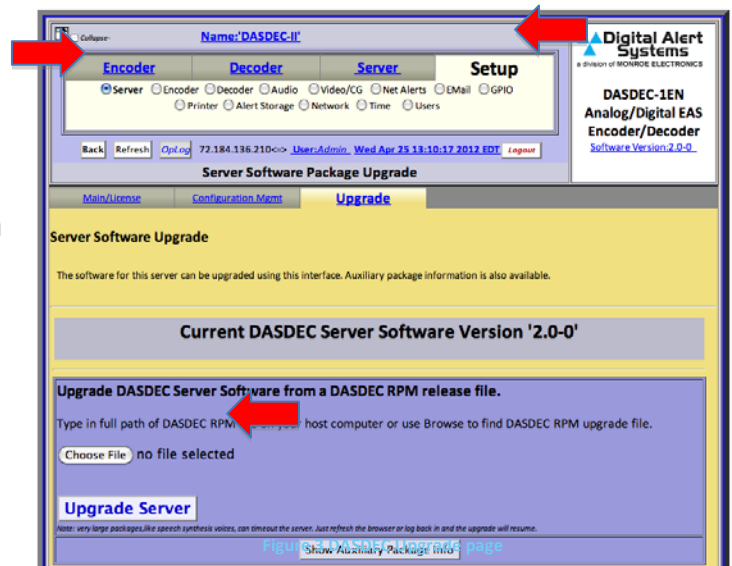 Collapse
Name:'DASDEC-II'
Encoder Decoder Server Setup
Server Encoder Decoder Audio Video/CG Net Alerts EMail GPIO
Printer Alert Storage Network Time Users
Back Refresh OpLog 72.184.136.210<=> User:Admin Wed Apr 25 13:10:17 2012 EDT Logout
Server Software Package Upgrade
Digital Alert
Systems
a division of MONROE ELECTRONICS
DASDEC-1EN
Analog/Digital EAS
Encoder/Decoder
Software Version:2.0-0
Main/License Configuration Mgmt Upgrade
Server Software Upgrade
The software for this server can be upgraded using this interface. Auxiliary package information is also available.
Current DASDEC Server Software Version '2.0-0'
Upgrade DASDEC Server Software from a DASDEC RPM release file.
Type in full path of DASDEC RPM on your host computer or use Browse to find DASDEC RPM upgrade file.
Choose File no file selected
Upgrade Server
Note: very large packages,like speech synthesis voices, can timeout the server. Just refresh the browser or log back in and the upgrade will resume.
Show Auxiliary Package Info
Figure 3 DASDEC Upgrade page